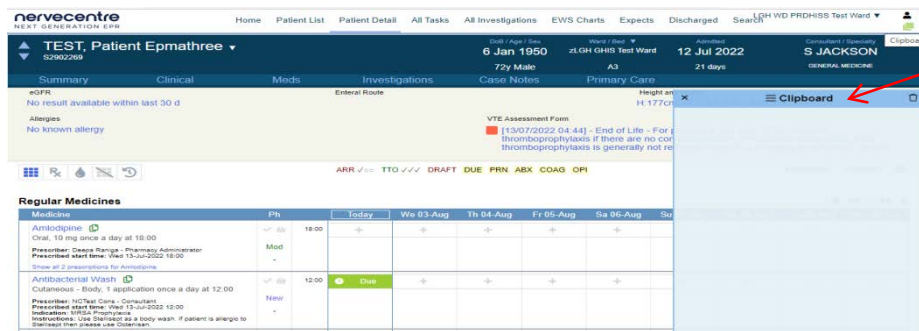 nervecentre
NEXT GENERATION EPR
Home Patient List Patient Detail All Tasks All Investigations EWS Charts Expects Discharged Search
LGH WD PRDHISS Test Ward ▼
TEST, Patient Epmathree
S2902269
DoB / Age / Sex
6 Jan 1950
72y Male
Ward / Bed ▼
zLGH GHIS Test Ward
A3
Admitted
12 Jul 2022
21 days
Consultant / Specialty
S JACKSON
GENERAL MEDICINE
Clipboa
Summary Clinical Meds Investigations Case Notes Primary Care
eGFR
No result available within last 30 d
Enteral Route
Height an
H:177cm
Allergies
No known allergy
VTE Assessment Form
[13/07/2022 04:44] - End of Life - For p
thromboprophylaxis if there are no con
thromboprophylaxis is generally not re
× Clipboard
ARR TTO ✓✓✓ DRAFT DUE PRN ABX COAG OPI
Regular Medicines
Medicine Ph Today We 03-Aug Th 04-Aug Fr 05-Aug Sa 06-Aug Su
Amlodipine
Oral, 10 mg once a day at 18:00
Prescriber: Deepa Raniga - Pharmacy Administrator
Prescribed start time: Wed 13-Jul-2022 18:00
Show all 2 prescriptions for Amlodipine
Mod
-
18:00
Antibacterial Wash
Cutaneous - Body, 1 application once a day at 12:00
Prescriber: NCTest Cons - Consultant
Prescribed start time: Wed 13-Jul-2022 12:00
Indication: MRSA Prophylaxis
Instructions: Use Stellisept as a body wash. If patient is allergic to
Stellisept then please use Octenisan.
New
-
12:00 Due